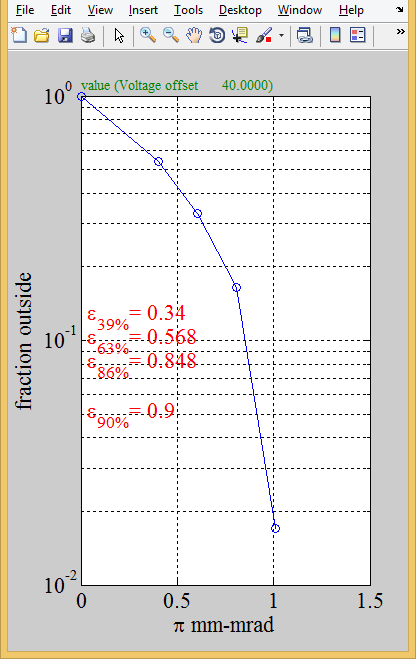 File Edit View Insert Tools Desktop Window Help
value (Voltage offset 40.0000)
10^0
ε39% = 0.34
10^-1
ε63% = 0.568
ε86% = 0.848
ε90% = 0.9
10^-2
fraction outside
0 0.5 1 1.5
π mm-mrad